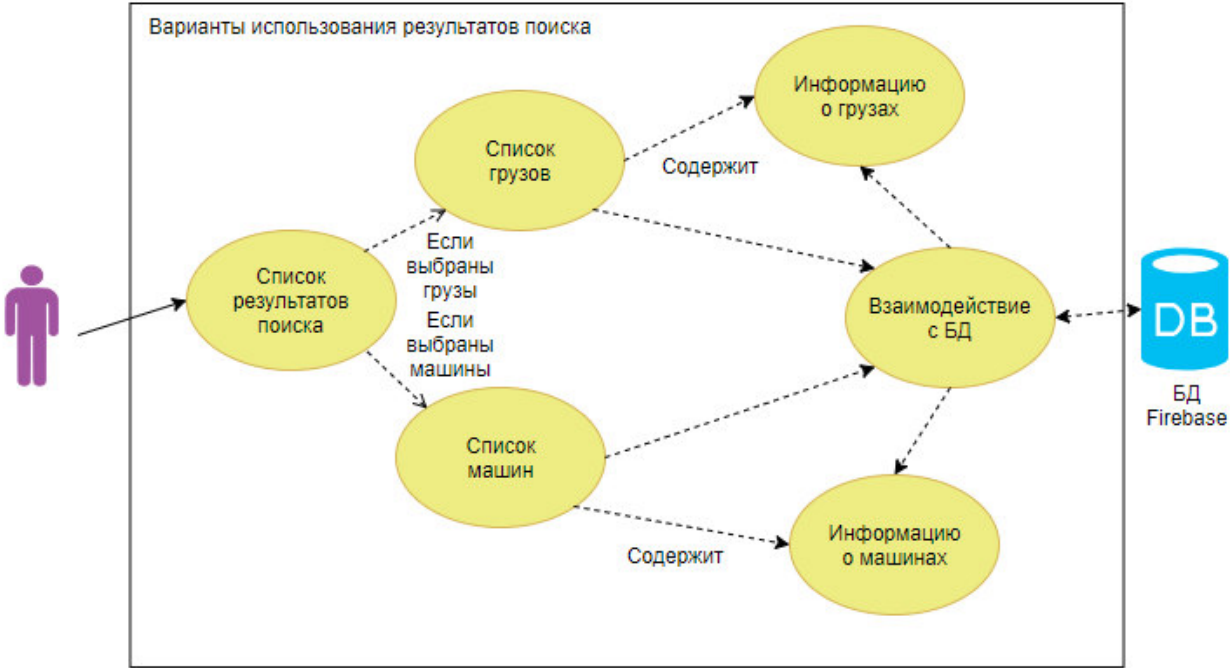 Варианты использования результатов поиска
Информацию
о грузах
Список
грузов
Содержит
Если
выбраны
грузы
Список
результатов
поиска
Если
выбраны
машины
Взаимодействие
с БД
DB
БД
Firebase
Список
машин
Содержит
Информацию
о машинах